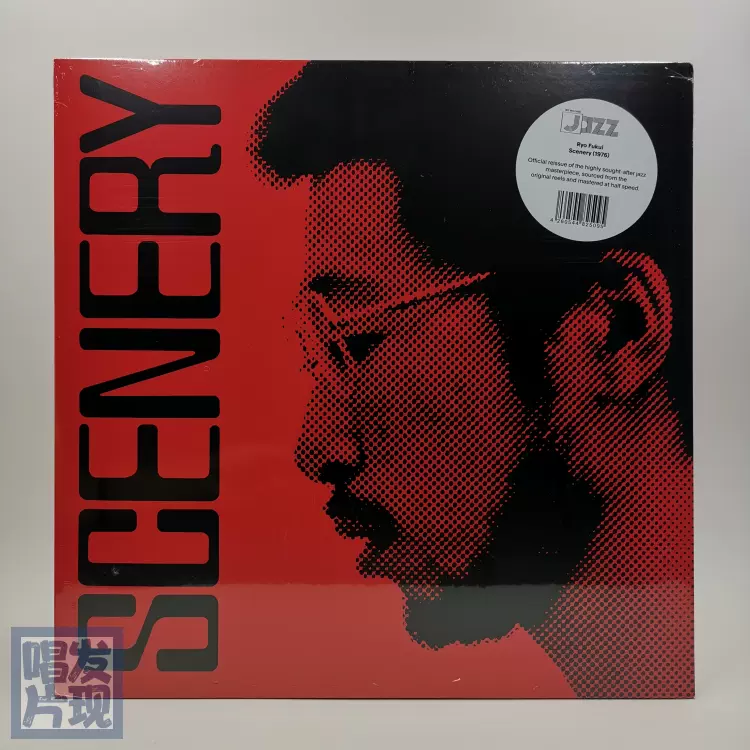 SCENERY
JAZZ
Ryo Fukui
Scenery (1976)
Official reissue of the highly sought-after jazz
masterpiece, sourced from the
original reels and mastered at half speed
唱发
片现